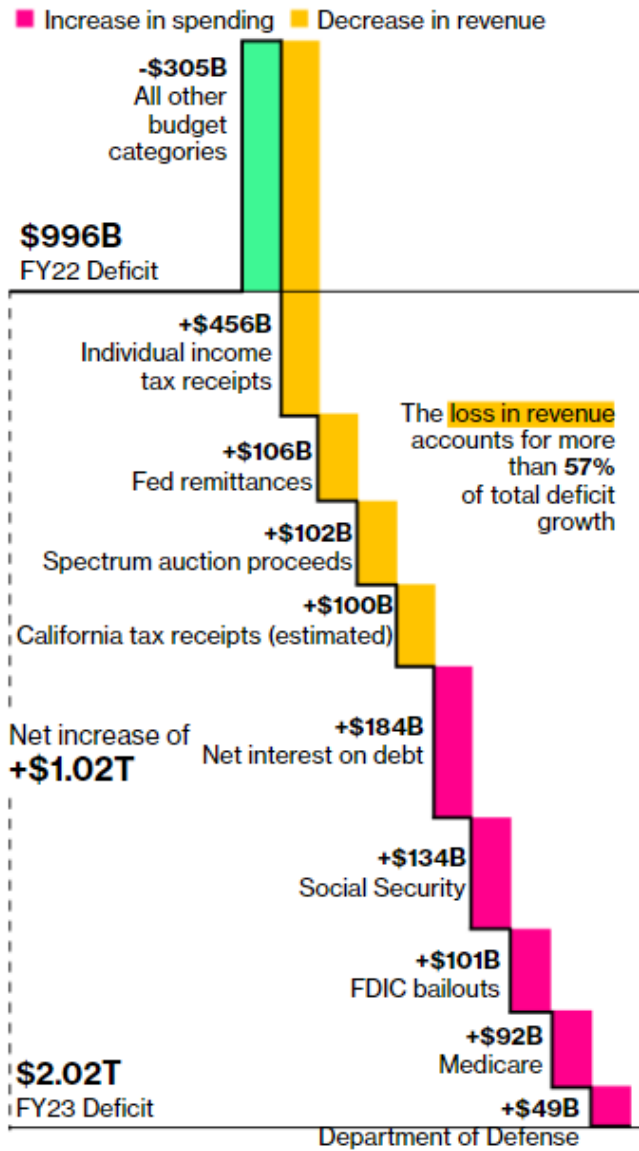 Increase in spending Decrease in revenue
-$305B
All other
budget
categories
$996B
FY22 Deficit
+$456B
Individual income
tax receipts
The loss in revenue
accounts for more
than 57%
of total deficit
growth
+$106B
Fed remittances
+$102B
Spectrum auction proceeds
+$100B
California tax receipts (estimated)
Net increase of
+$1.02T
+$184B
Net interest on debt
+$134B
Social Security
+$101B
FDIC bailouts
+$92B
Medicare
$2.02T
FY23 Deficit
+$49B
Department of Defense